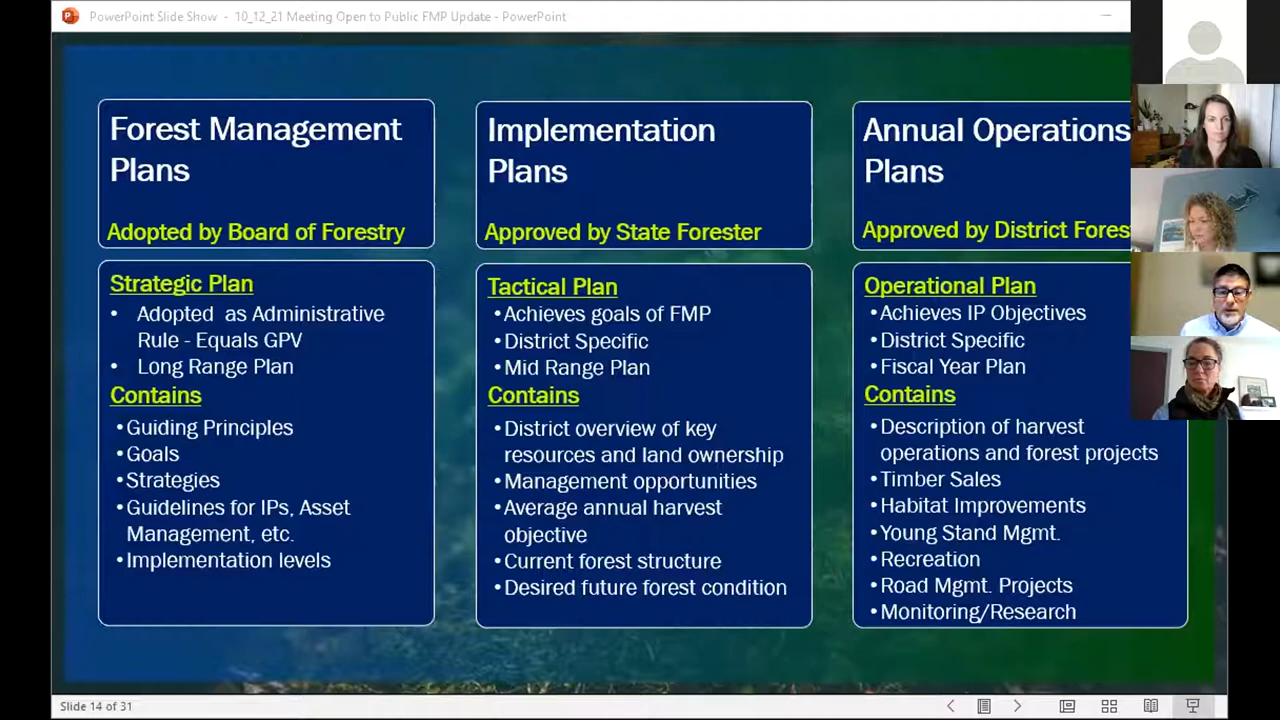 PowerPoint Slide Show - 10_12_21 Meeting Open to Public FMP Update - PowerPoint
Forest Management
Plans
Adopted by Board of Forestry
Strategic Plan
• Adopted as Administrative
Rule - Equals GPV
• Long Range Plan
Contains
•Guiding Principles
•Goals
•Strategies
•Guidelines for IPs, Asset
Management, etc.
•Implementation levels
Implementation
Plans
Approved by State Forester
Tactical Plan
•Achieves goals of FMP
•District Specific
•Mid Range Plan
Contains
•District overview of key
resources and land ownership
•Management opportunities
•Average annual harvest
objective
•Current forest structure
•Desired future forest condition
Annual Operations
Plans
Approved by District Fores
Operational Plan
•Achieves IP Objectives
•District Specific
•Fiscal Year Plan
Contains
•Description of harvest
operations and forest projects
•Timber Sales
•Habitat Improvements
•Young Stand Mgmt.
•Recreation
•Road Mgmt. Projects
•Monitoring/Research
Slide 14 of 31